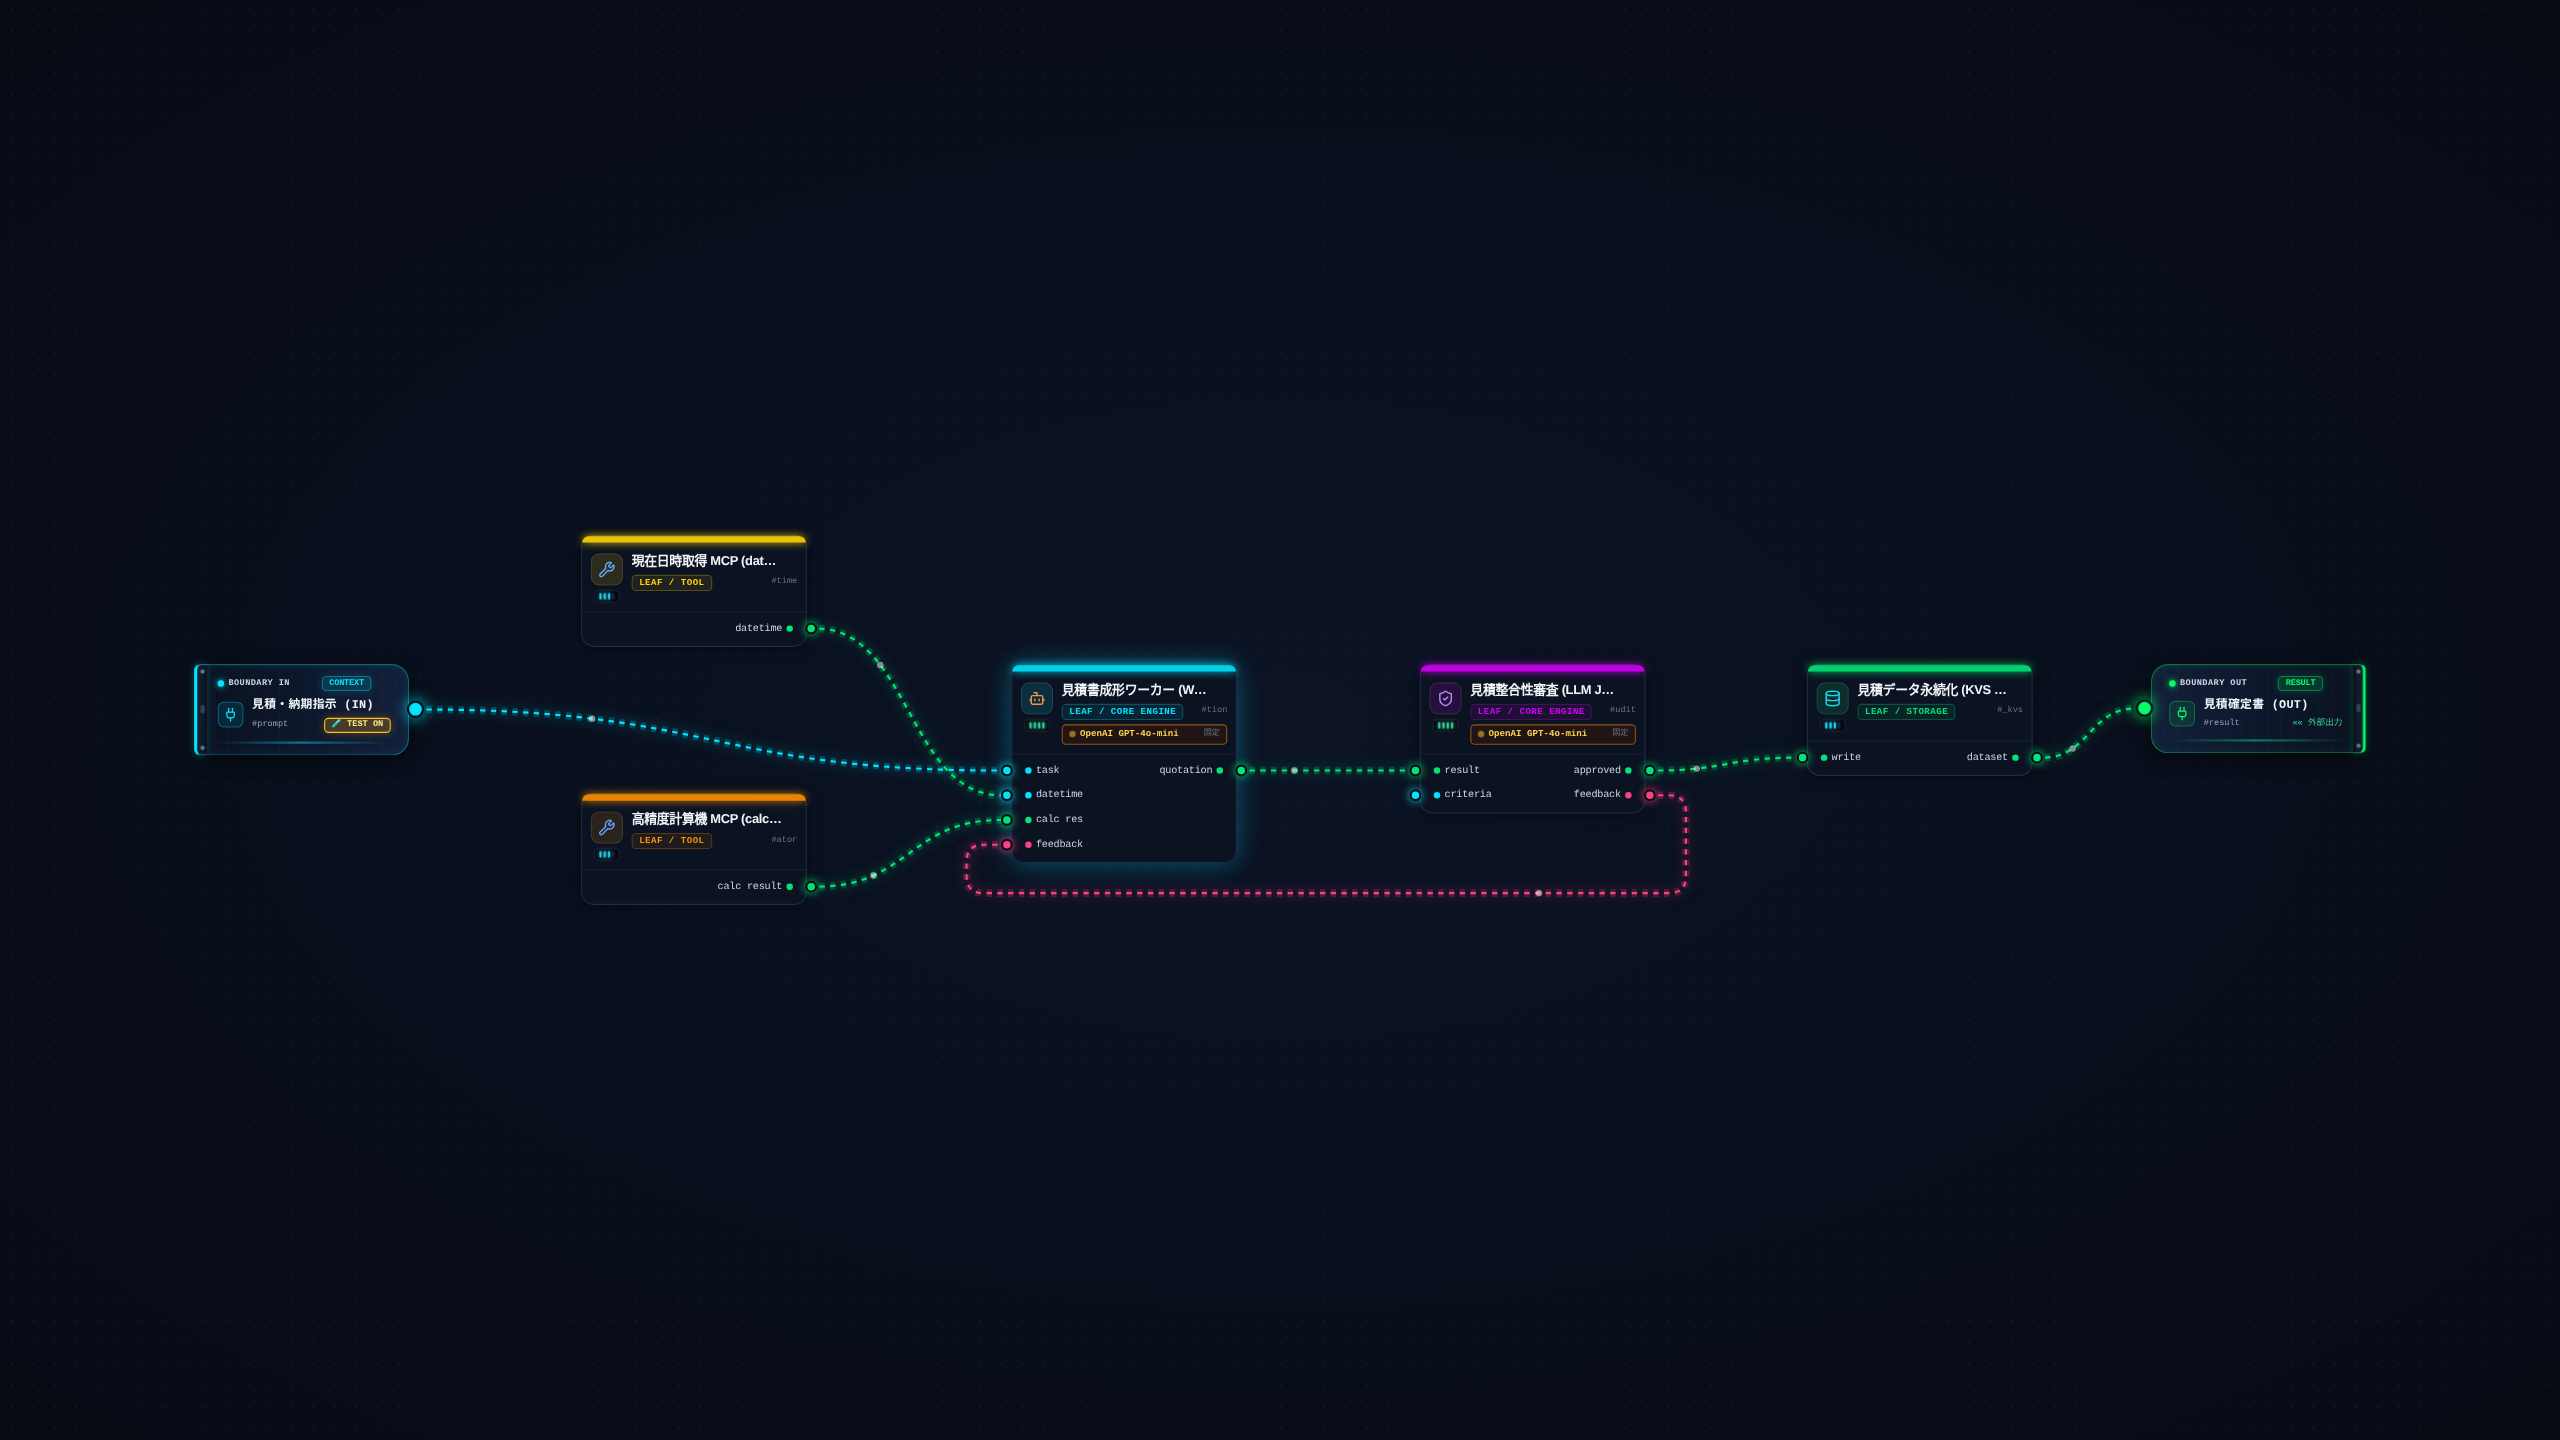 現在日時取得 MCP (dat…
LEAF / TOOL
#time
datetime
BOUNDARY IN
CONTEXT
見積・納期指示 (IN)
#prompt
TEST ON
高精度計算機 MCP (calc…
LEAF / TOOL
#ator
calc result
見積書成形ワーカー (W…
LEAF / CORE ENGINE
#tion
OpenAI GPT-4o-mini
固定
task
quotation
datetime
calc res
feedback
見積整合性審査 (LLM J…
LEAF / CORE ENGINE
#udit
OpenAI GPT-4o-mini
固定
result
approved
criteria
feedback
見積データ永続化 (KVS …
LEAF / STORAGE
#_kvs
write
dataset
BOUNDARY OUT
RESULT
見積確定書 (OUT)
#result
«« 外部出力